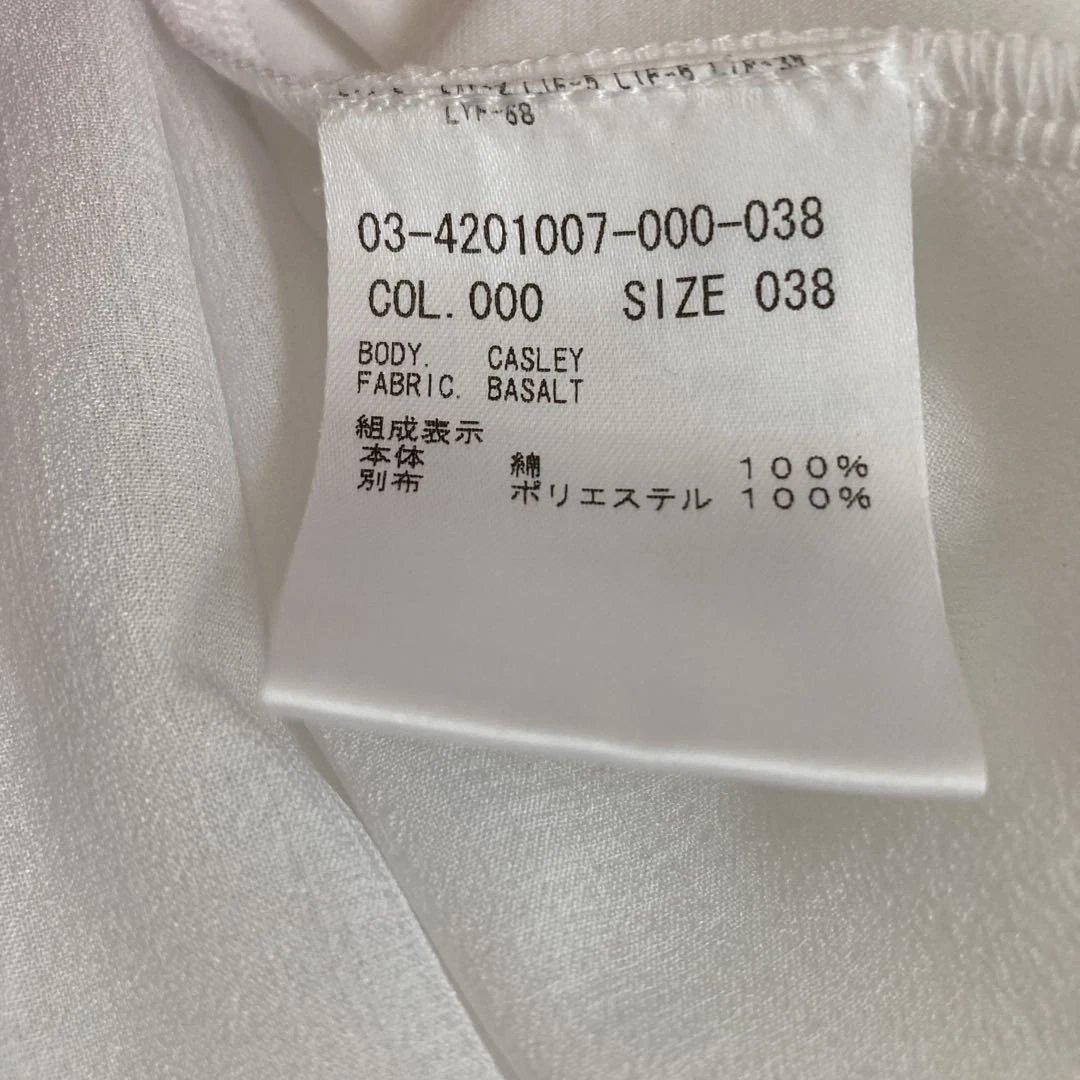 LYF-68
03-4201007-000-038
COL.000 SIZE 038
BODY. CASLEY
FABRIC. BASALT
組成表示
本体 綿 100%
別布 ポリエステル 100%